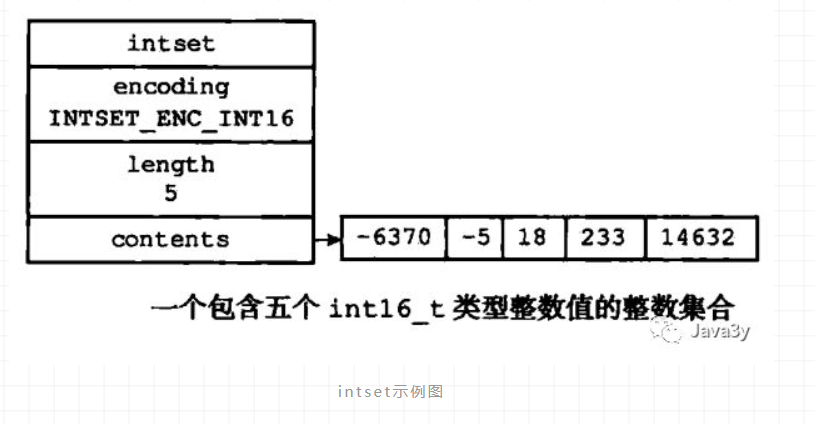 intset
encoding
INTSET_ENC_INT16
length
5
contents
-6370 -5 18 233 14632
一个包含五个 int16_t 类型整数值的整数集合
Java3y
intset示例图